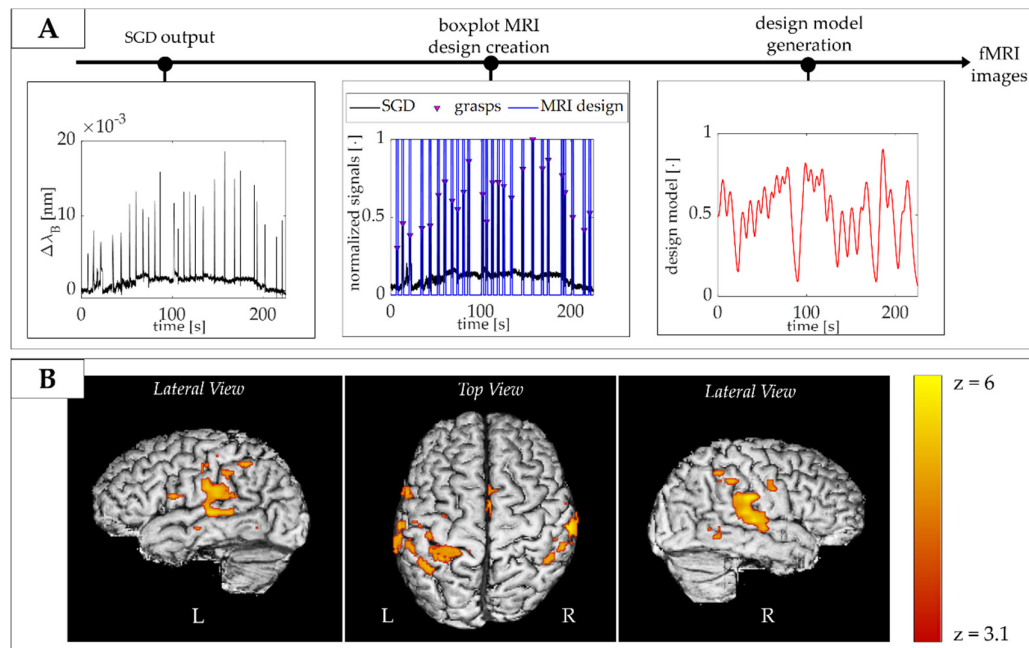 A
SGD output
boxplot MRI
design creation
design model
generation
fMRI
images
×10⁻³
20
10
0
Δλ_B [nm]
0
100
200
time [s]
SGD
grasps
MRI design
1
0.5
0
normalized signals [·]
0
100
200
time [s]
1
0.5
0
design model [·]
0
100
200
time [s]
B
Lateral View
Top View
Lateral View
L
L
R
R
z = 6
z = 3.1